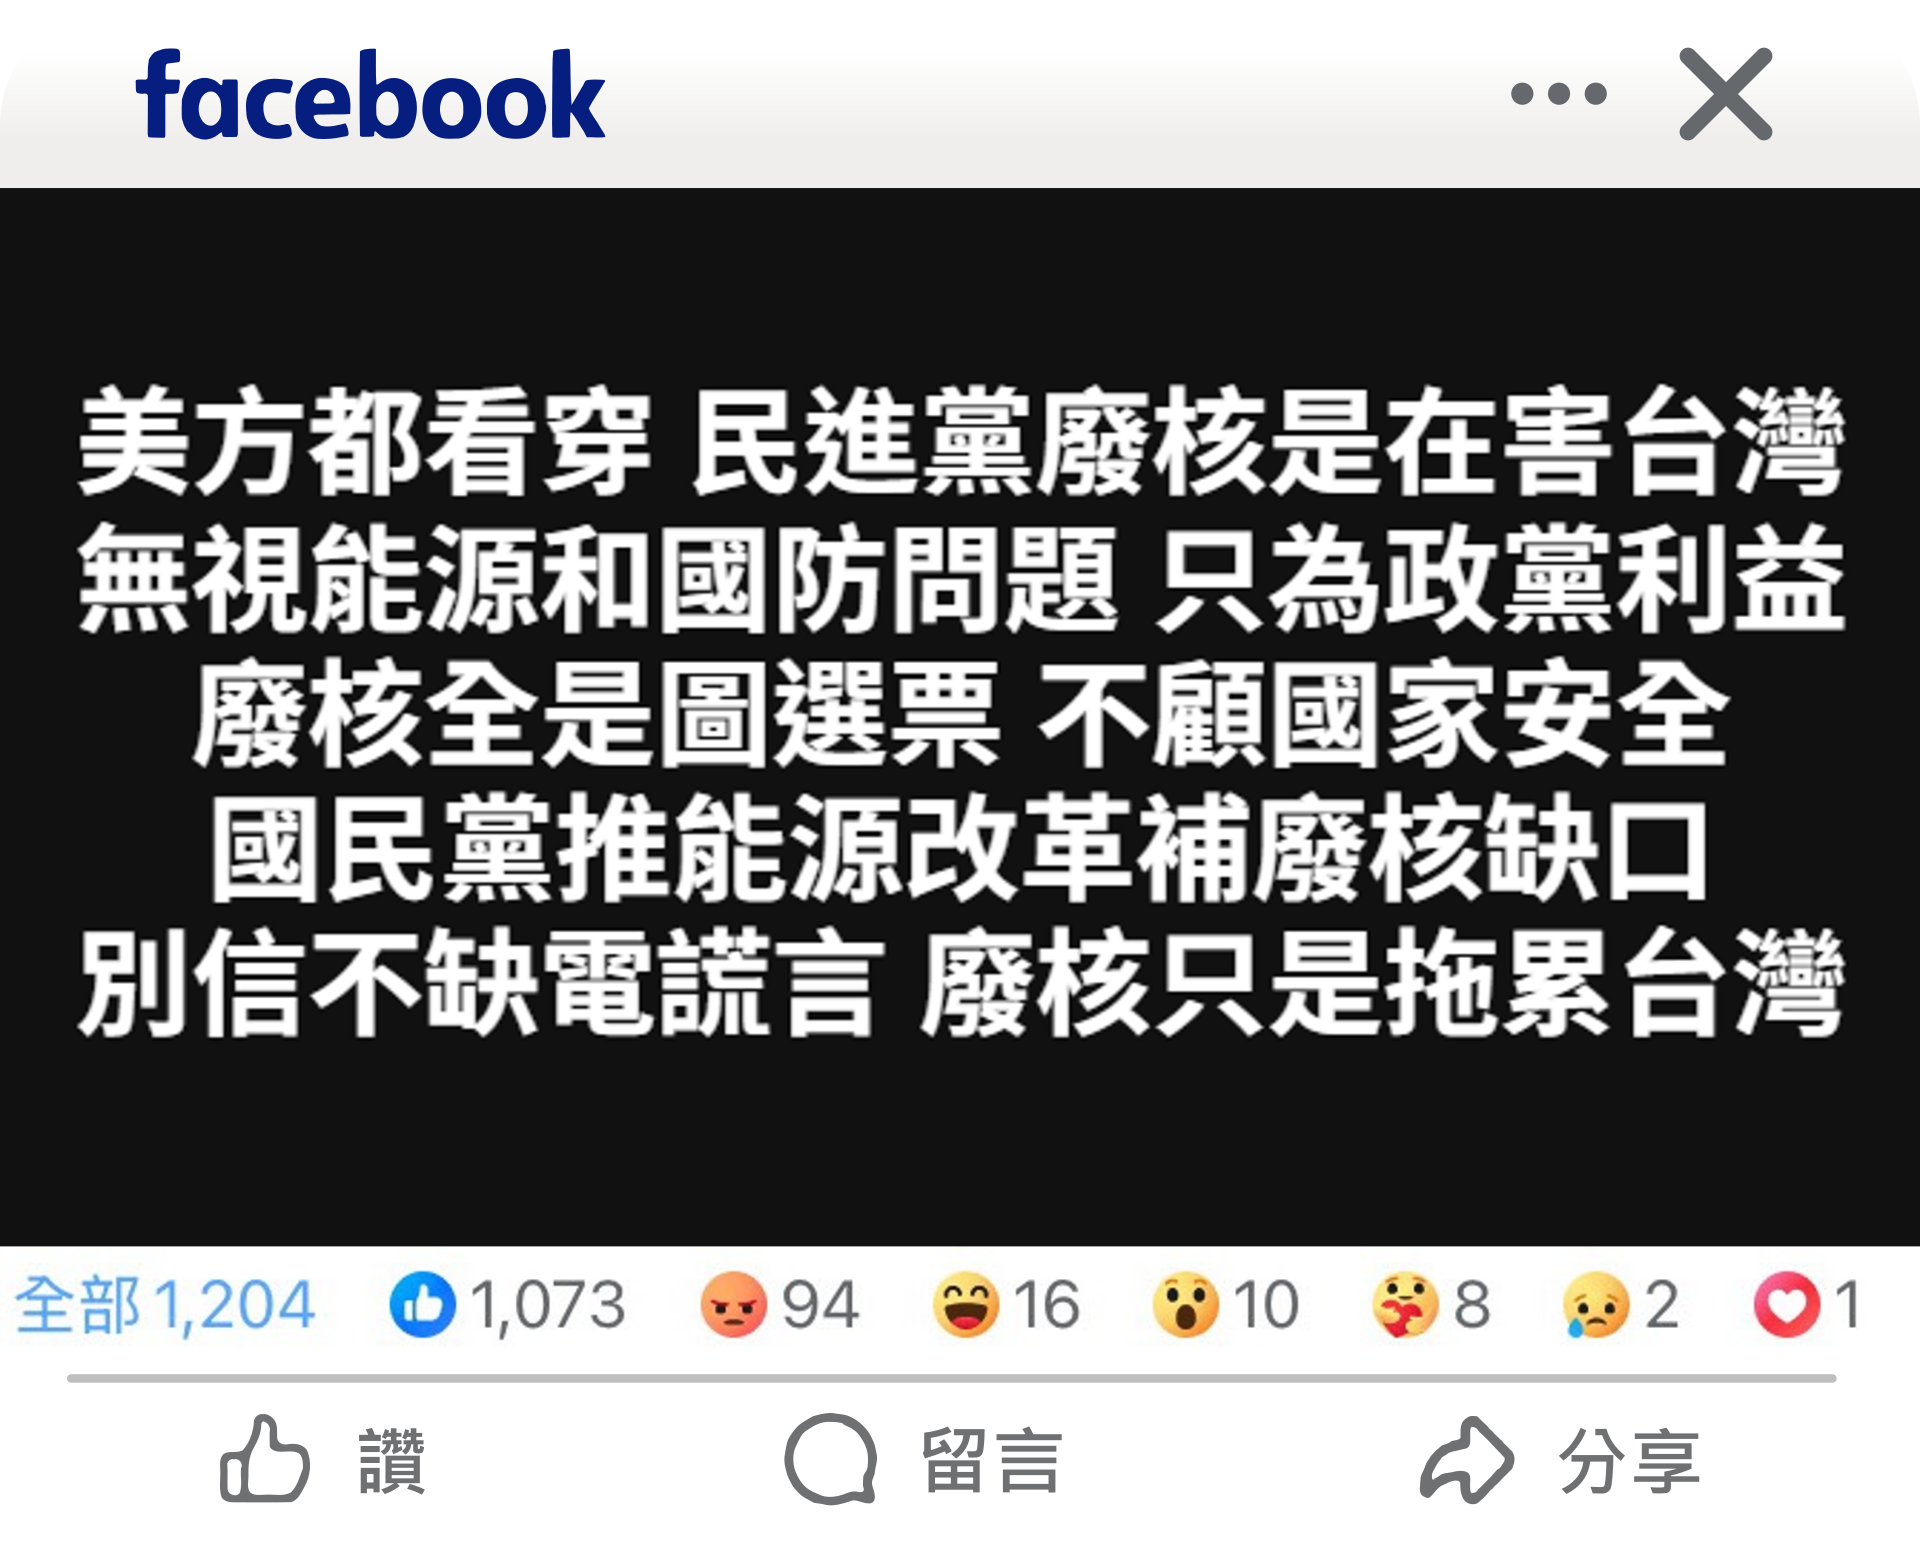 facebook
美方都看穿 民進黨廢核是在害台灣
無視能源和國防問題 只為政黨利益
廢核全是圖選票 不顧國家安全
國民黨推能源改革補廢核缺口
別信不缺電謊言 廢核只是拖累台灣
全部 1,204 1,073 94 16 10 8 2 1
讚 留言 分享